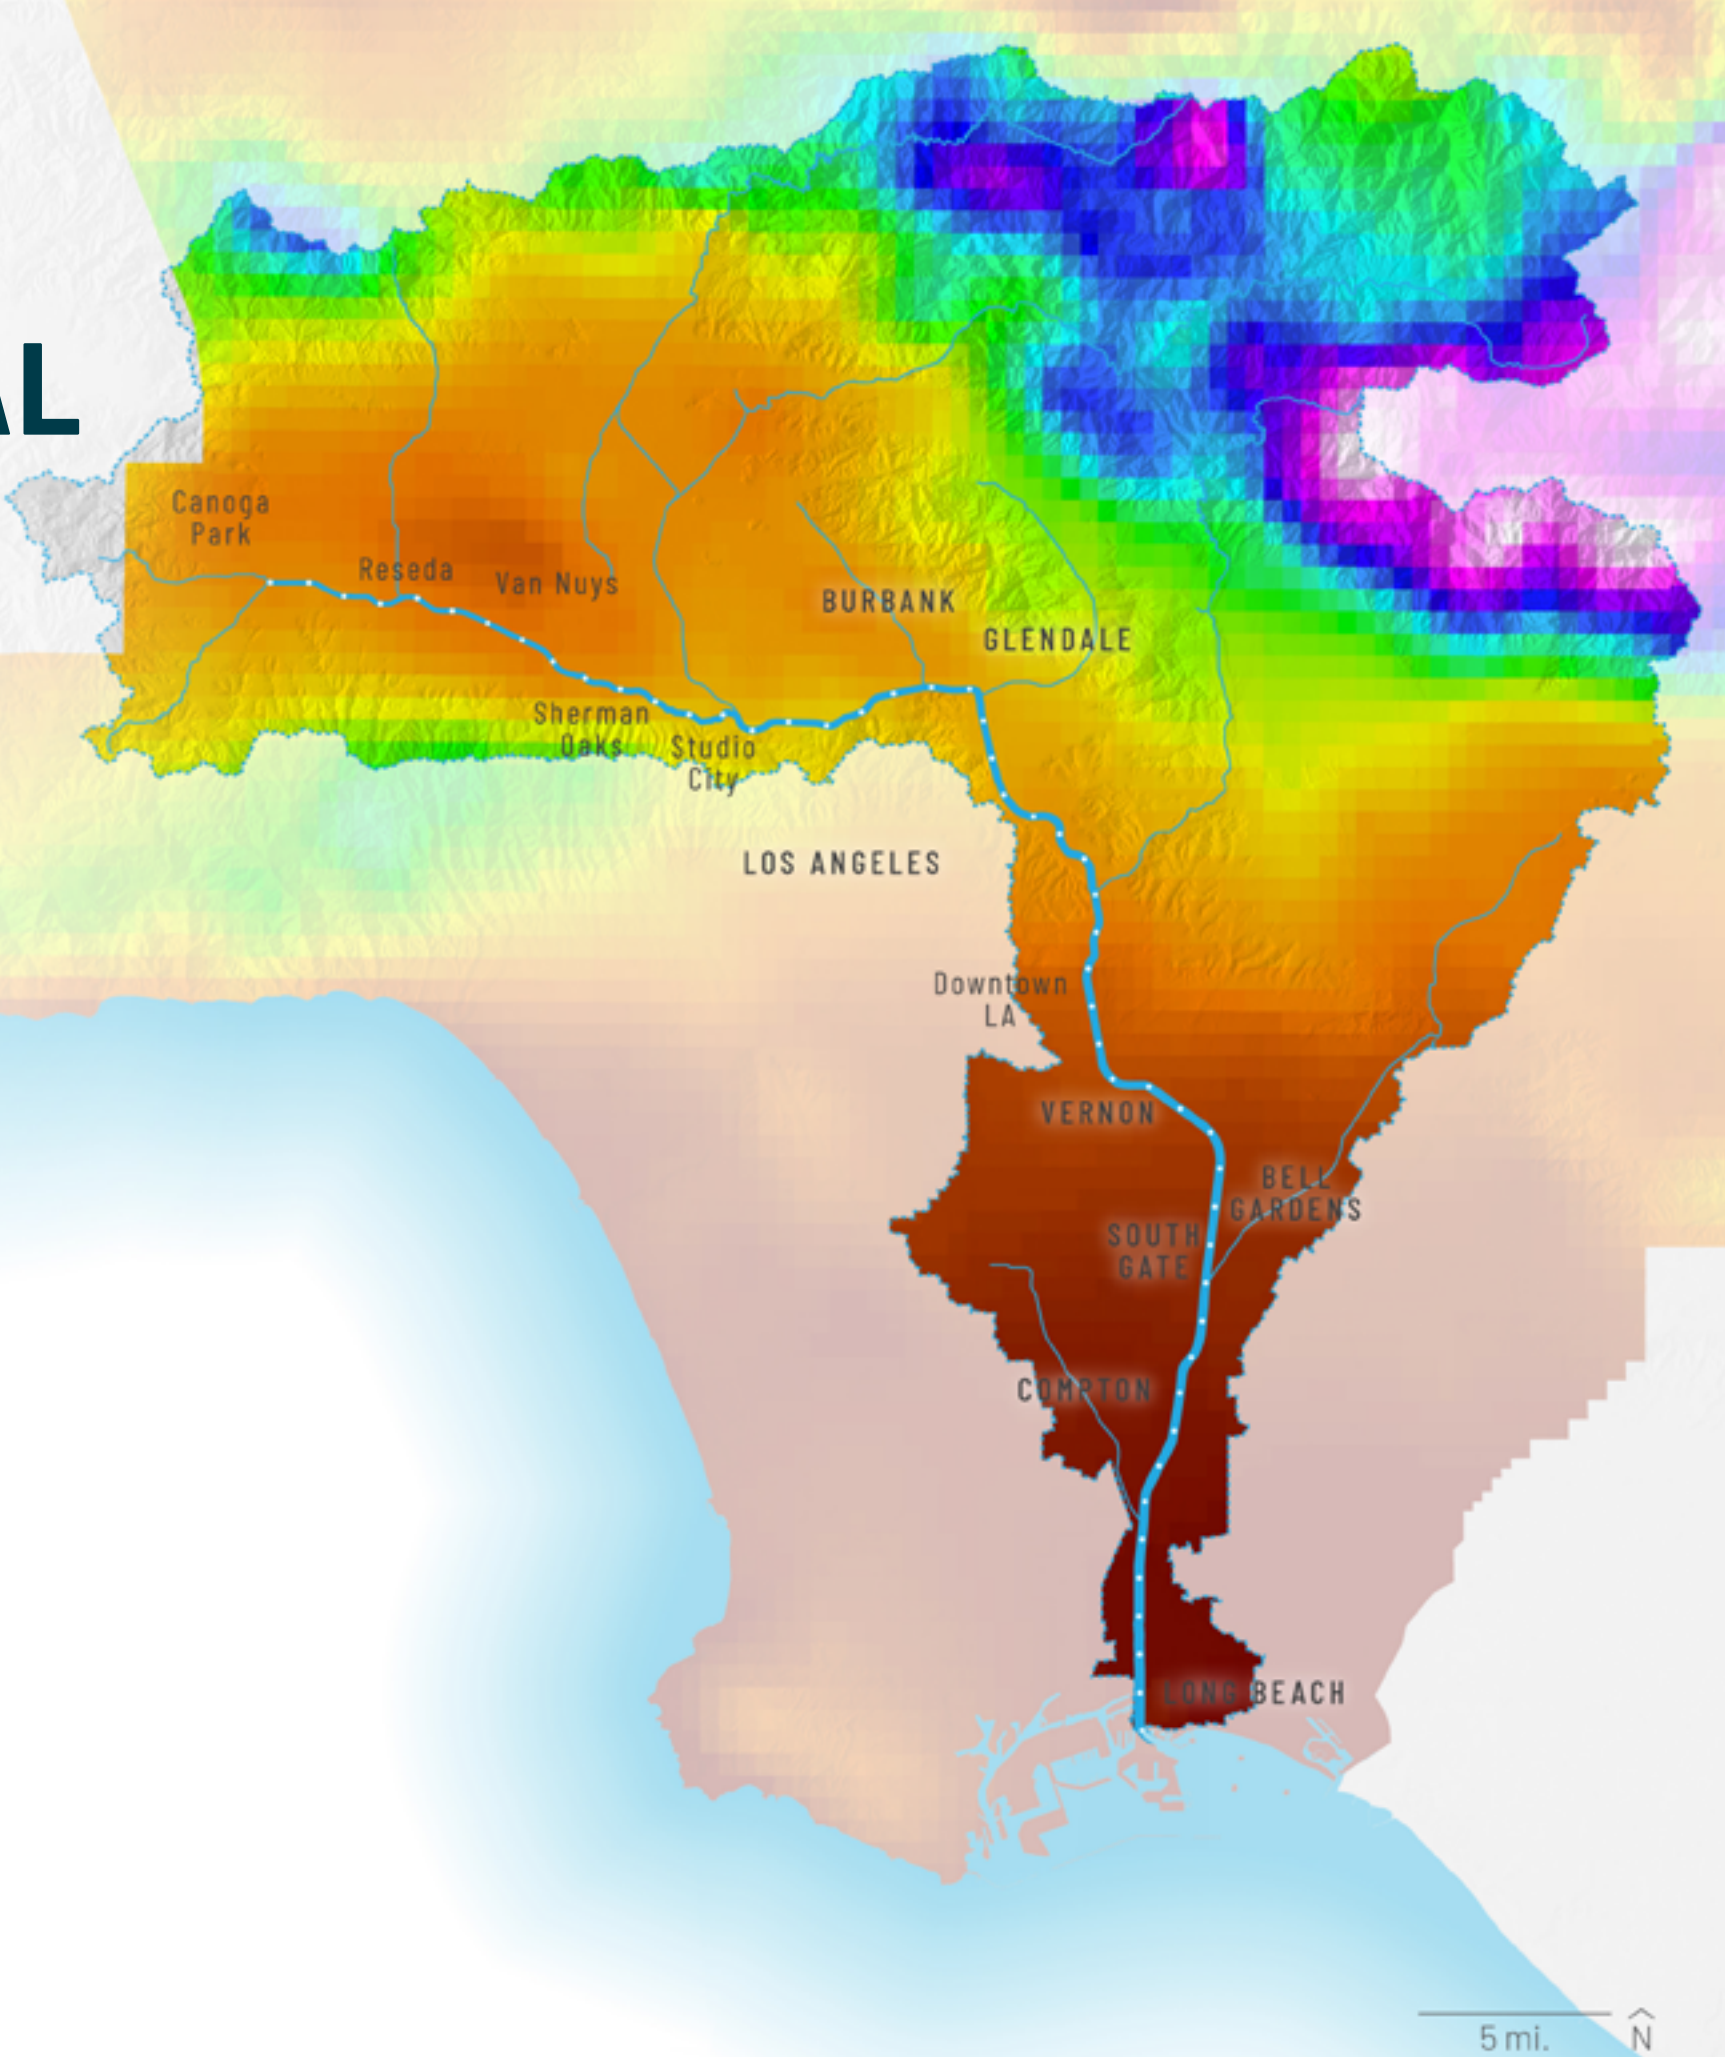 AL
Canoga
Park
Reseda
Van Nuys
BURBANK
GLENDALE
Sherman
Oaks
Studio
City
LOS ANGELES
Downtown
LA
VERNON
BELL
GARDENS
SOUTH
GATE
COMPTON
LONG BEACH
5 mi.
N